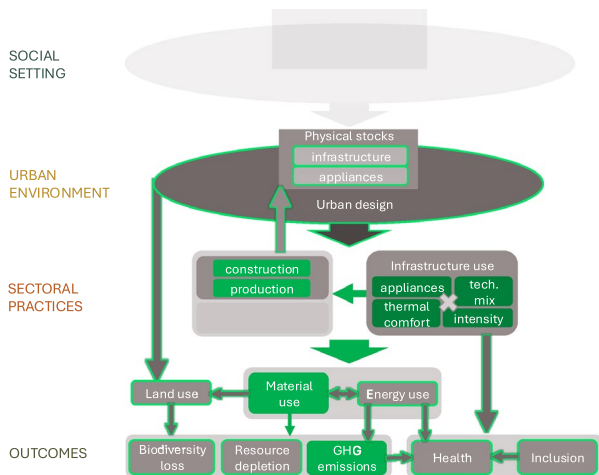 SOCIAL
SETTING
Physical stocks
infrastructure
appliances
URBAN
ENVIRONMENT
Urban design
SECTORAL
PRACTICES
construction
production
Infrastructure use
appliances
tech.
mix
thermal
comfort
intensity
Land use
Material
use
Energy use
OUTCOMES
Biodiversity
loss
Resource
depletion
GHG
emissions
Health
Inclusion